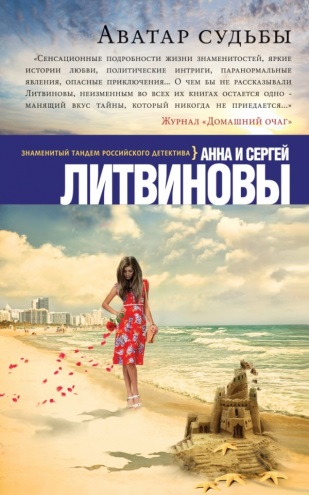 Аватар судьбы
«Сенсационные подробности жизни знаменитостей, яркие
истории любви, политические интриги, паранормальные
явления, опасные приключения... О чем бы не рассказывали
Литвиновы, неизменным во всех их книгах остается одно -
манящий вкус тайны, который никогда не приедается...»
Журнал «Домашний очаг»
ЗНАМЕНИТЫЙ ТАНДЕМ РОССИЙСКОГО ДЕТЕКТИВА } АННА И СЕРГЕЙ
ЛИТВИНОВЫ